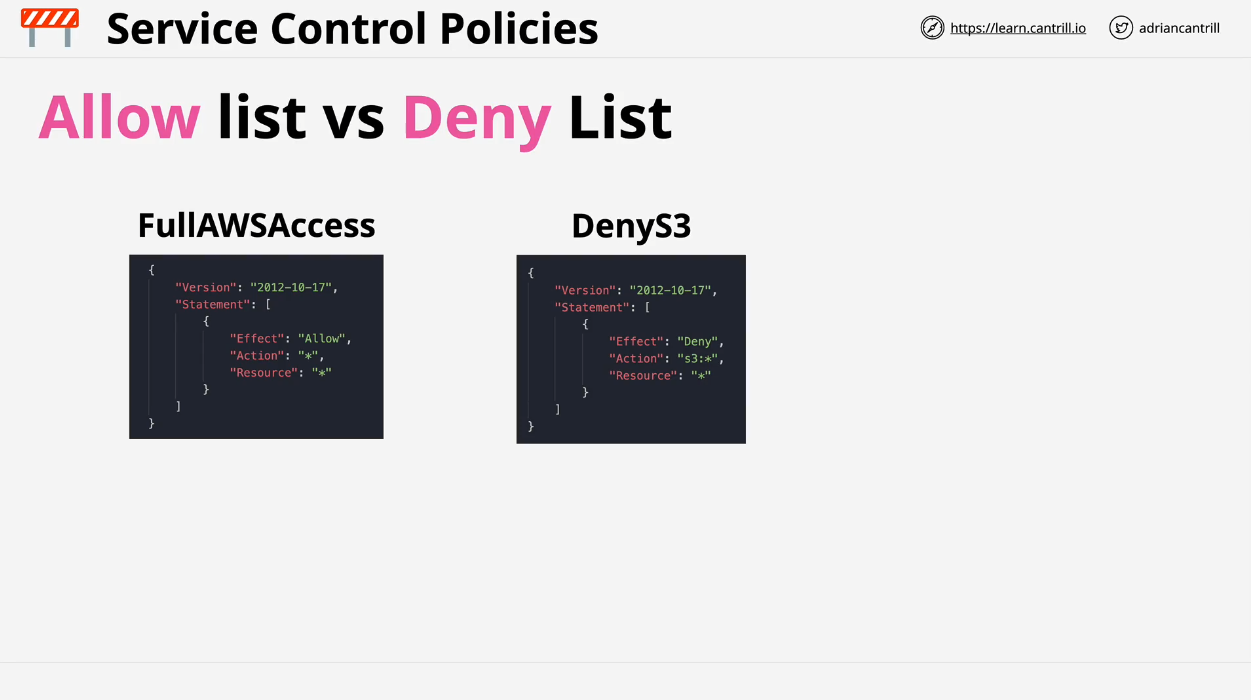 Service Control Policies
https://learn.cantrill.io
adriancantrill
Allow list vs Deny List
FullAWSAccess
{
"Version": "2012-10-17",
"Statement": [
{
"Effect": "Allow",
"Action": "*",
"Resource": "*"
}
]
}
DenyS3
{
"Version": "2012-10-17",
"Statement": [
{
"Effect": "Deny",
"Action": "s3:*",
"Resource": "*"
}
]
}